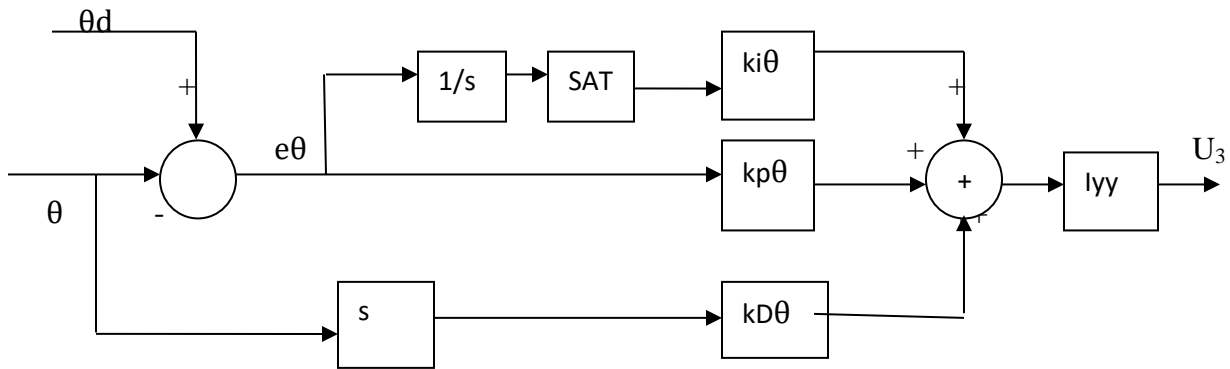 θd
+
1/s
SAT
kiθ
+
eθ
kpθ
+
+
Iyy
U₃
θ
-
+
s
kDθ